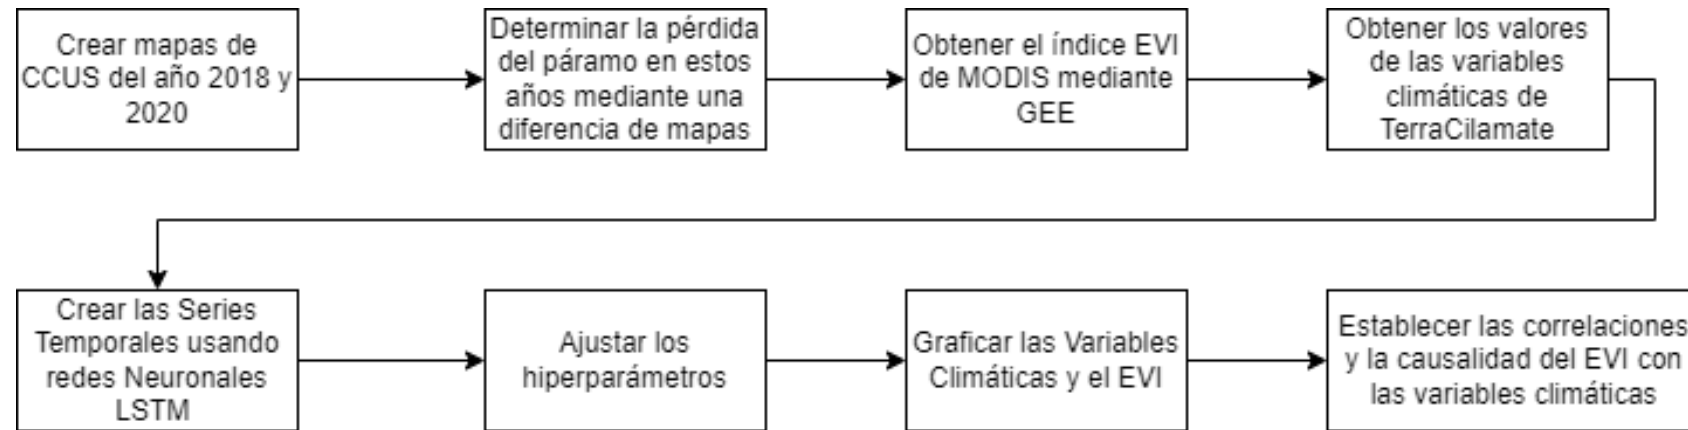 Crear mapas de
CCUS del año 2018 y
2020
Determinar la pérdida
del páramo en estos
años mediante una
diferencia de mapas
Obtener el índice EVI
de MODIS mediante
GEE
Obtener los valores
de las variables
climáticas de
TerraCilamate
Crear las Series
Temporales usando
redes Neuronales
LSTM
Ajustar los
hiperparámetros
Graficar las Variables
Climáticas y el EVI
Establecer las correlaciones
y la causalidad del EVI con
las variables climáticas